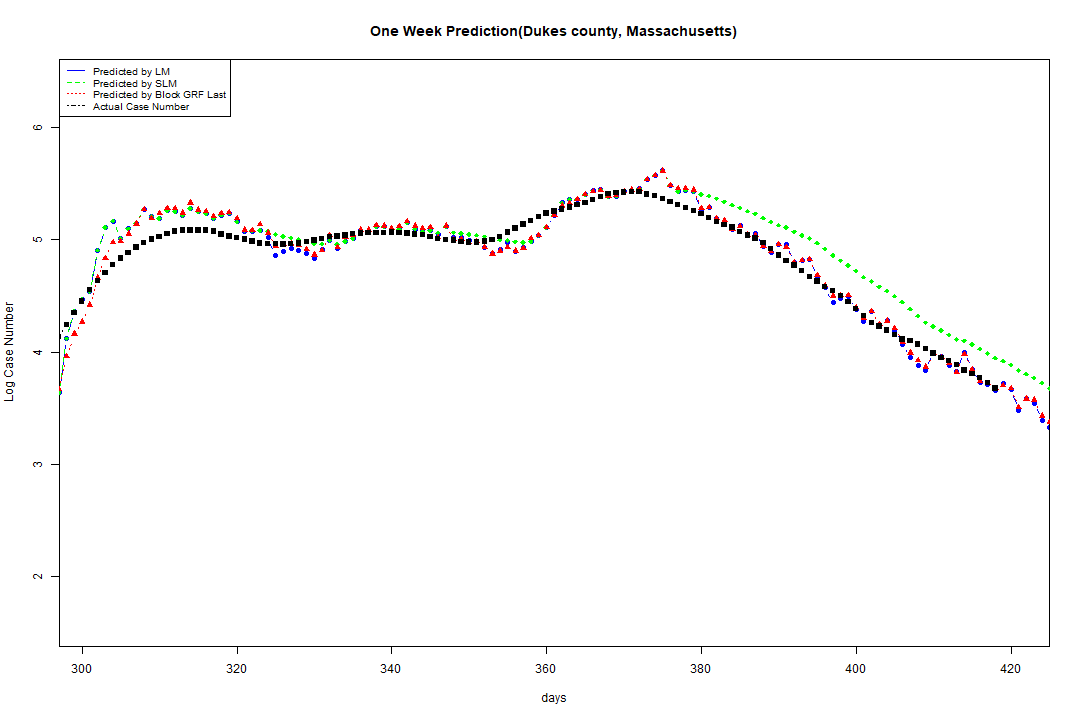 One Week Prediction(Dukes county, Massachusetts)
Predicted by LM
Predicted by SLM
Predicted by Block GRF Last
Actual Case Number
6
5
4
3
2
Log Case Number
300 320 340 360 380 400 420
days